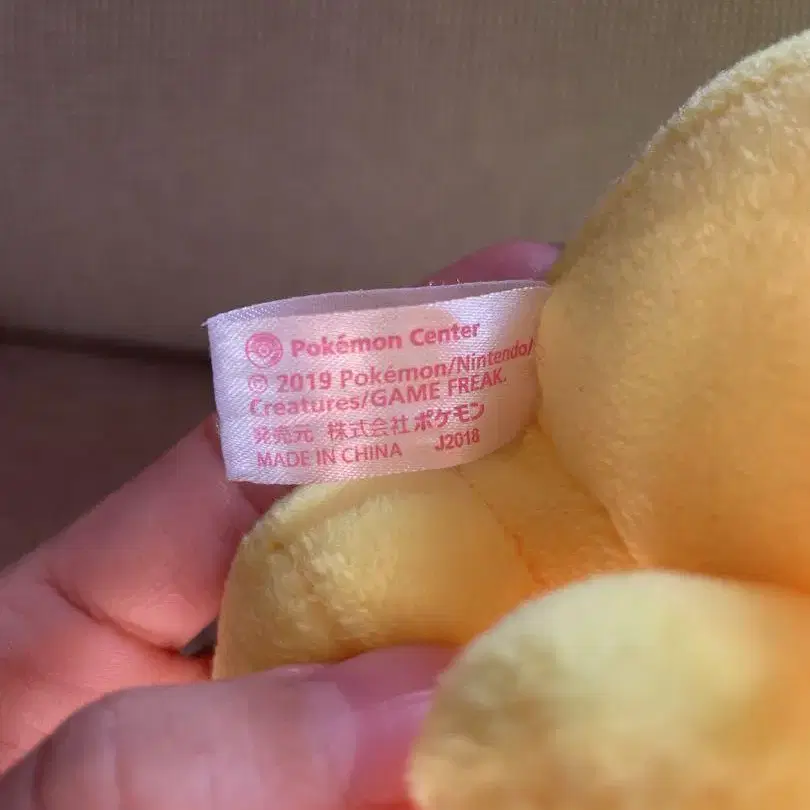 Pokémon Center
© 2019 Pokémon/Nintendo/
Creatures/GAME FREAK.
発売元 株式会社ポケモン
MADE IN CHINA J2018